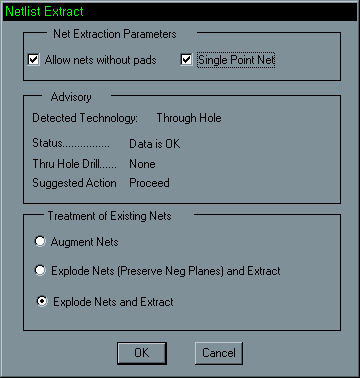 Netlist Extract
Net Extraction Parameters
Allow nets without pads Single Point Net
Advisory
Detected Technology: Through Hole
Status................ Data is OK
Thru Hole Drill...... None
Suggested Action Proceed
Treatment of Existing Nets
Augment Nets
Explode Nets (Preserve Neg Planes) and Extract
Explode Nets and Extract
OK Cancel